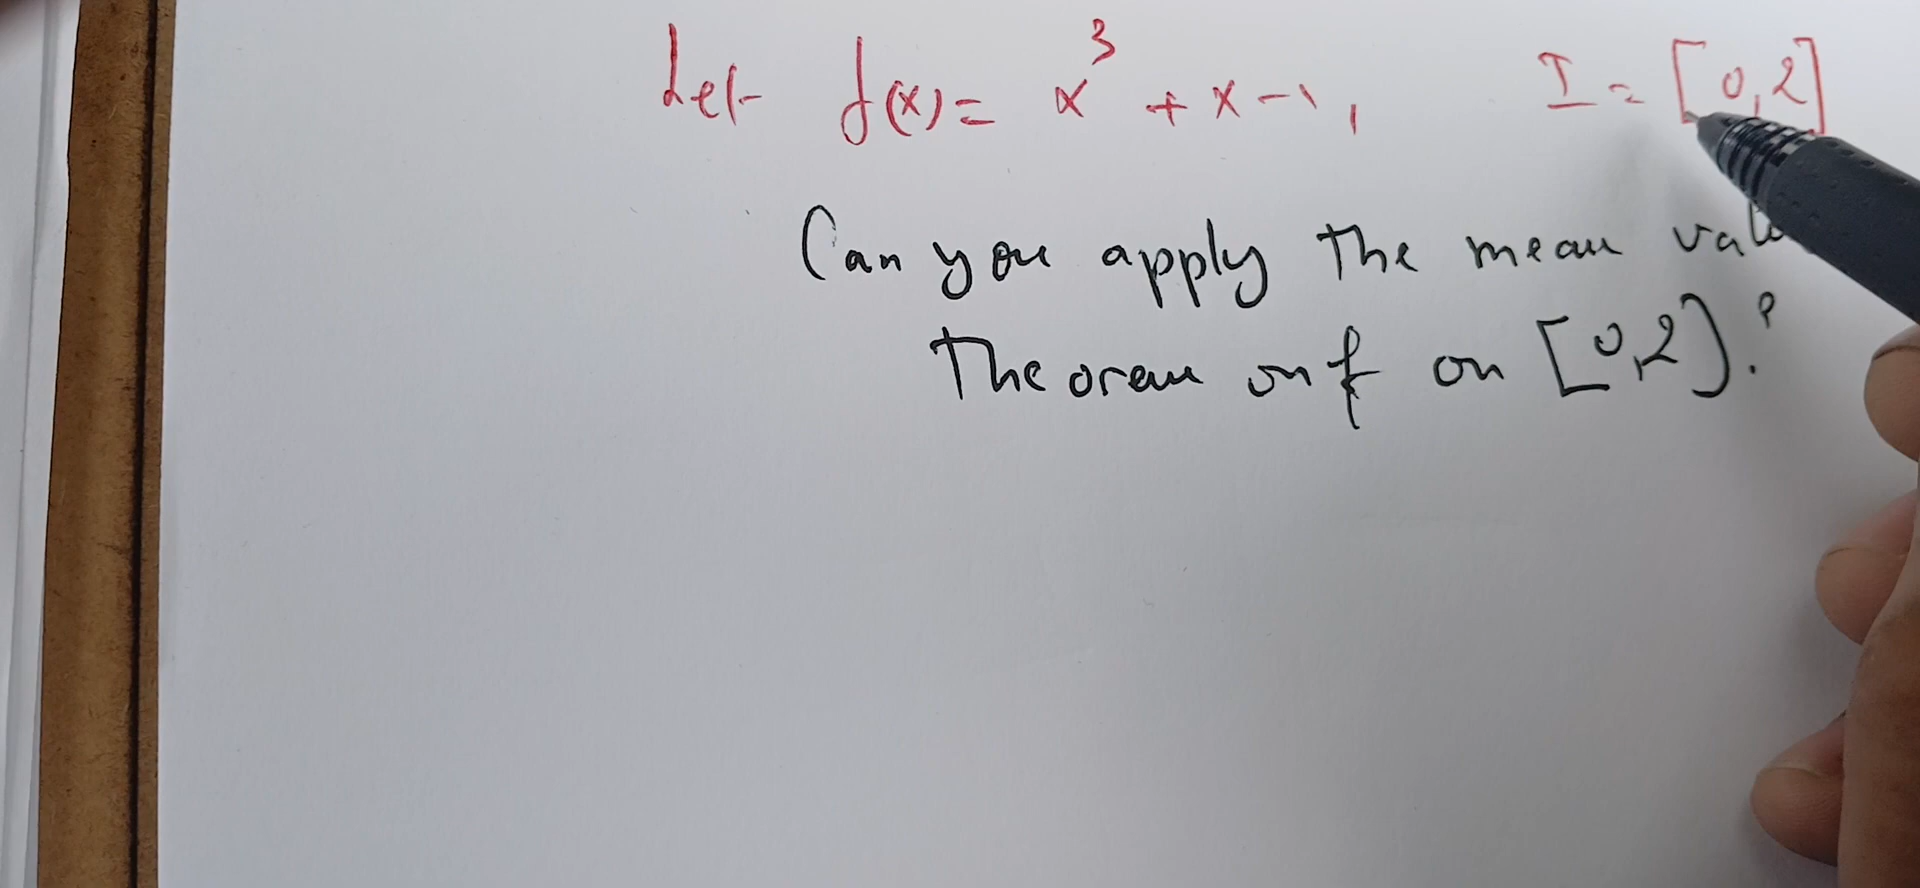 Let f(x) = x³ + x - 1, I = [0,2]
Can you apply the mean
Theorem on f on [0,2]?